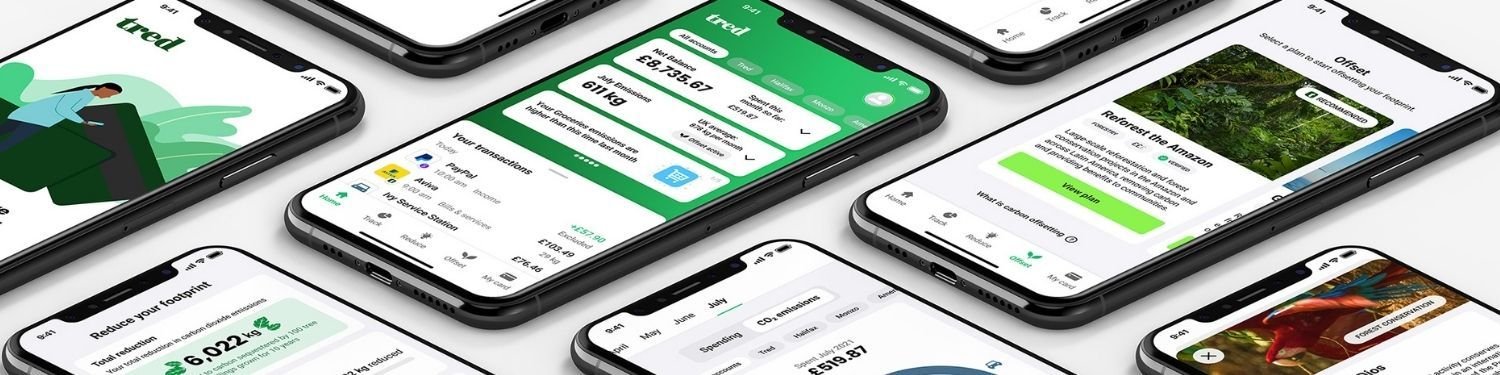 tred
9:41
tred
All accounts
Tred
Halifax
Monzo
Net Balance
£8,735.67
Spent this
month so far:
£519.87
July Emissions
611 kg
UK average:
878 kg per month
Offset active
Your Groceries emissions are
higher than this time last month
Your transactions
Today
PayPal
10:00 am
Income
+£57.90
Excluded
Aviva
9:00 am
Bills & services
£103.49
29 kg
Ivy Service Station
£76.46
Home
Track
Reduce
Offset
My card
Home
Track
9:41
Offset
Select a plan to start offsetting your footprint
RECOMMENDED
Reforest the Amazon
FORESTRY
VERIFIED
Large-scale reforestation and forest
conservation projects in the Amazon and
across Latin America, removing carbon
and providing benefits to communities
View plan
What is carbon offsetting ?
Home
Track
Reduce
Offset
My card
9:41
Reduce your footprint
Total reduction
Your total reduction in carbon dioxide emissions
6,022 kg
to carbon sequestered by 100 tree
grown for 10 years
kg reduced
9:41
May
June
July
Spending
CO₂ emissions
Tred
Halifax
Monzo
Spent July 2021
£519.87
9:41
FOREST CONSERVATION